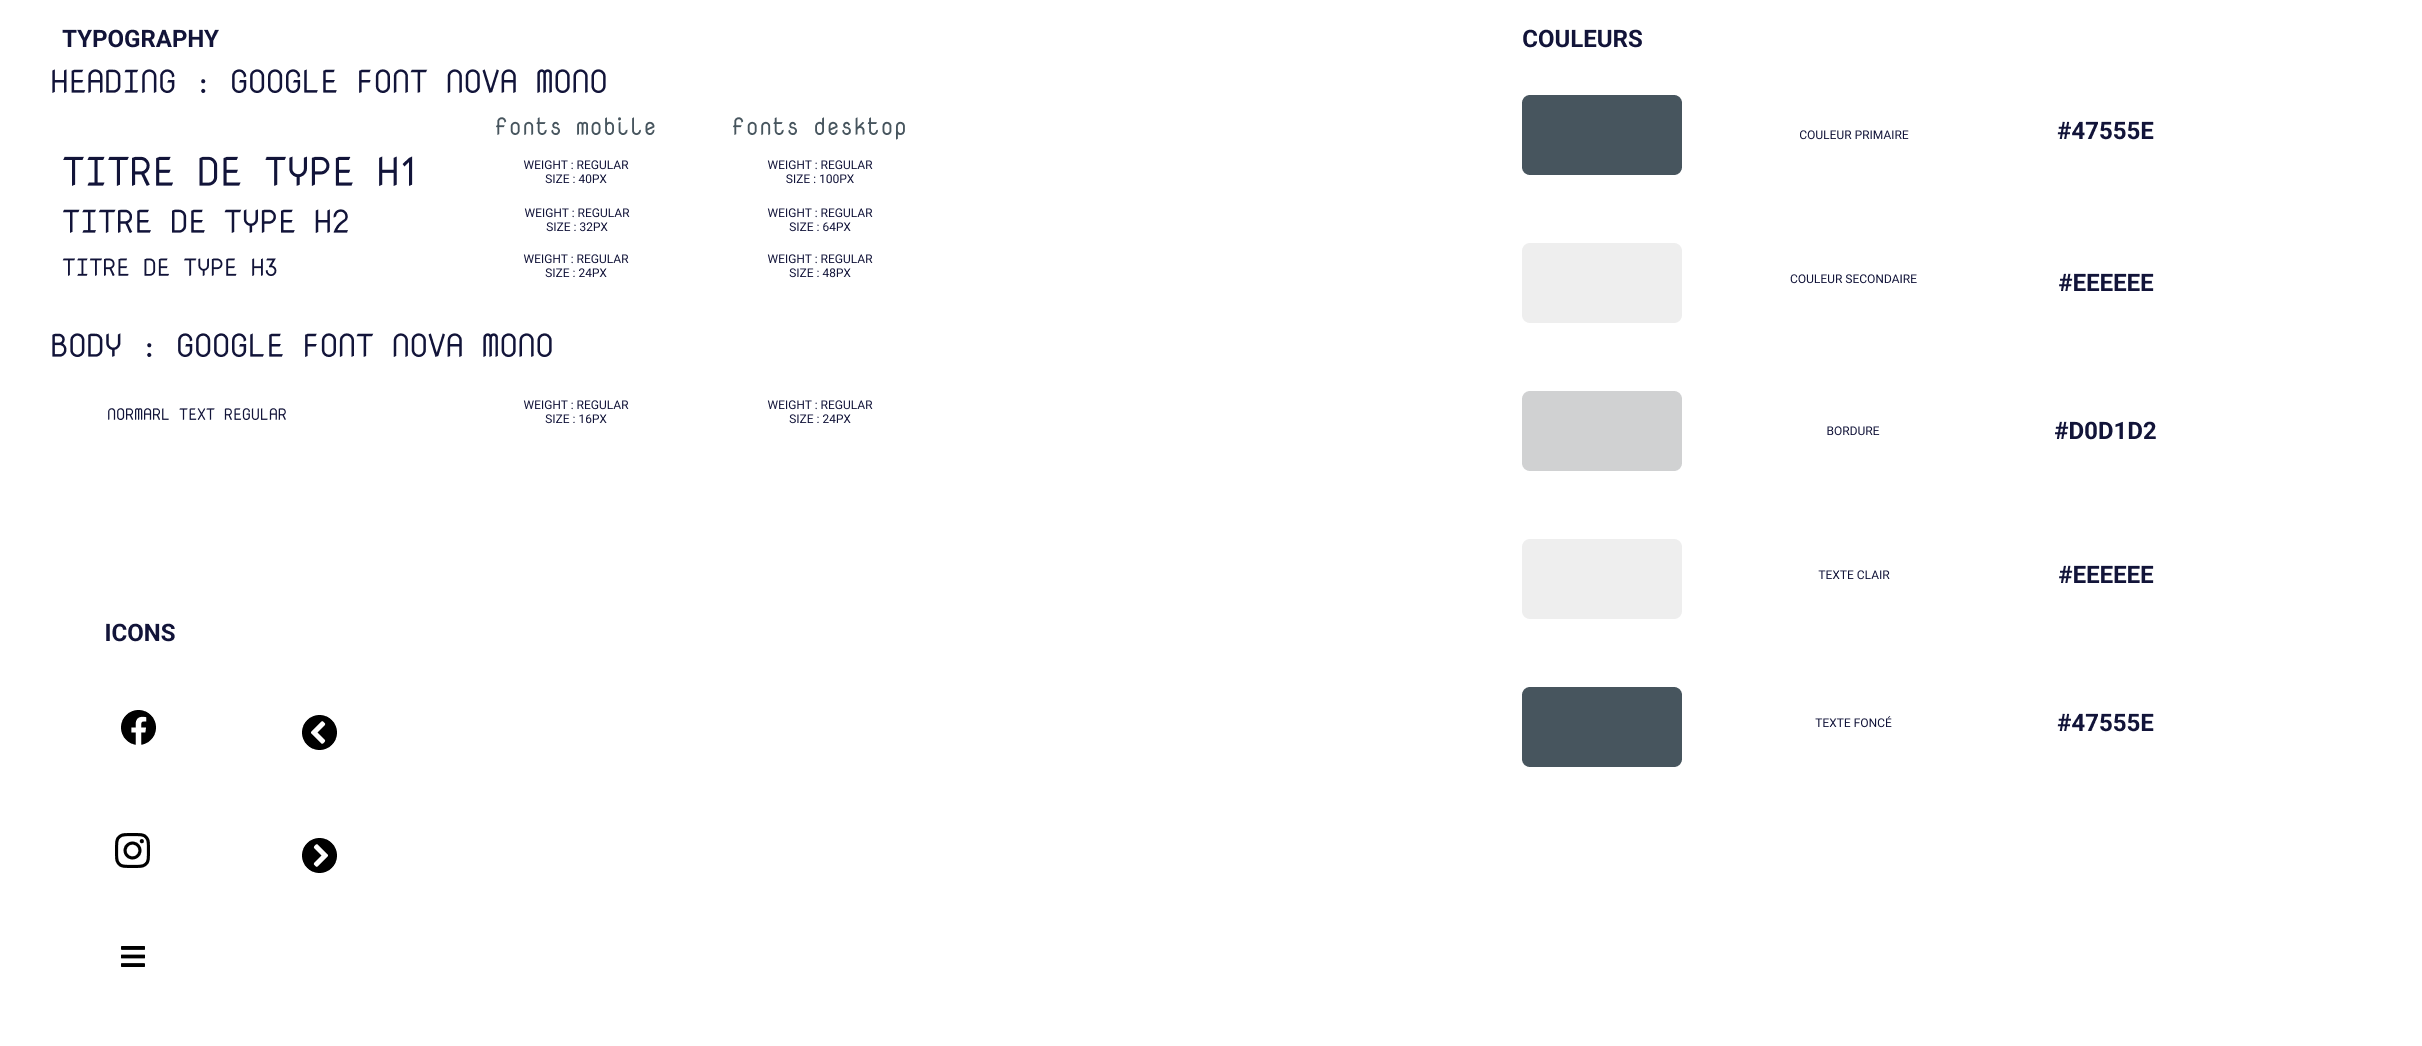 TYPOGRAPHY
HEADING : GOOGLE FONT NOVA MONO
fonts mobile
fonts desktop
TITRE DE TYPE H1
WEIGHT : REGULAR
SIZE : 40PX
WEIGHT : REGULAR
SIZE : 100PX
TITRE DE TYPE H2
WEIGHT : REGULAR
SIZE : 32PX
WEIGHT : REGULAR
SIZE : 64PX
TITRE DE TYPE H3
WEIGHT : REGULAR
SIZE : 24PX
WEIGHT : REGULAR
SIZE : 48PX
BODY : GOOGLE FONT NOVA MONO
NORMARL TEXT REGULAR
WEIGHT : REGULAR
SIZE : 16PX
WEIGHT : REGULAR
SIZE : 24PX
ICONS
COULEURS
COULEUR PRIMAIRE
#47555E
COULEUR SECONDAIRE
#EEEEEE
BORDURE
#D0D1D2
TEXTE CLAIR
#EEEEEE
TEXTE FONCÉ
#47555E